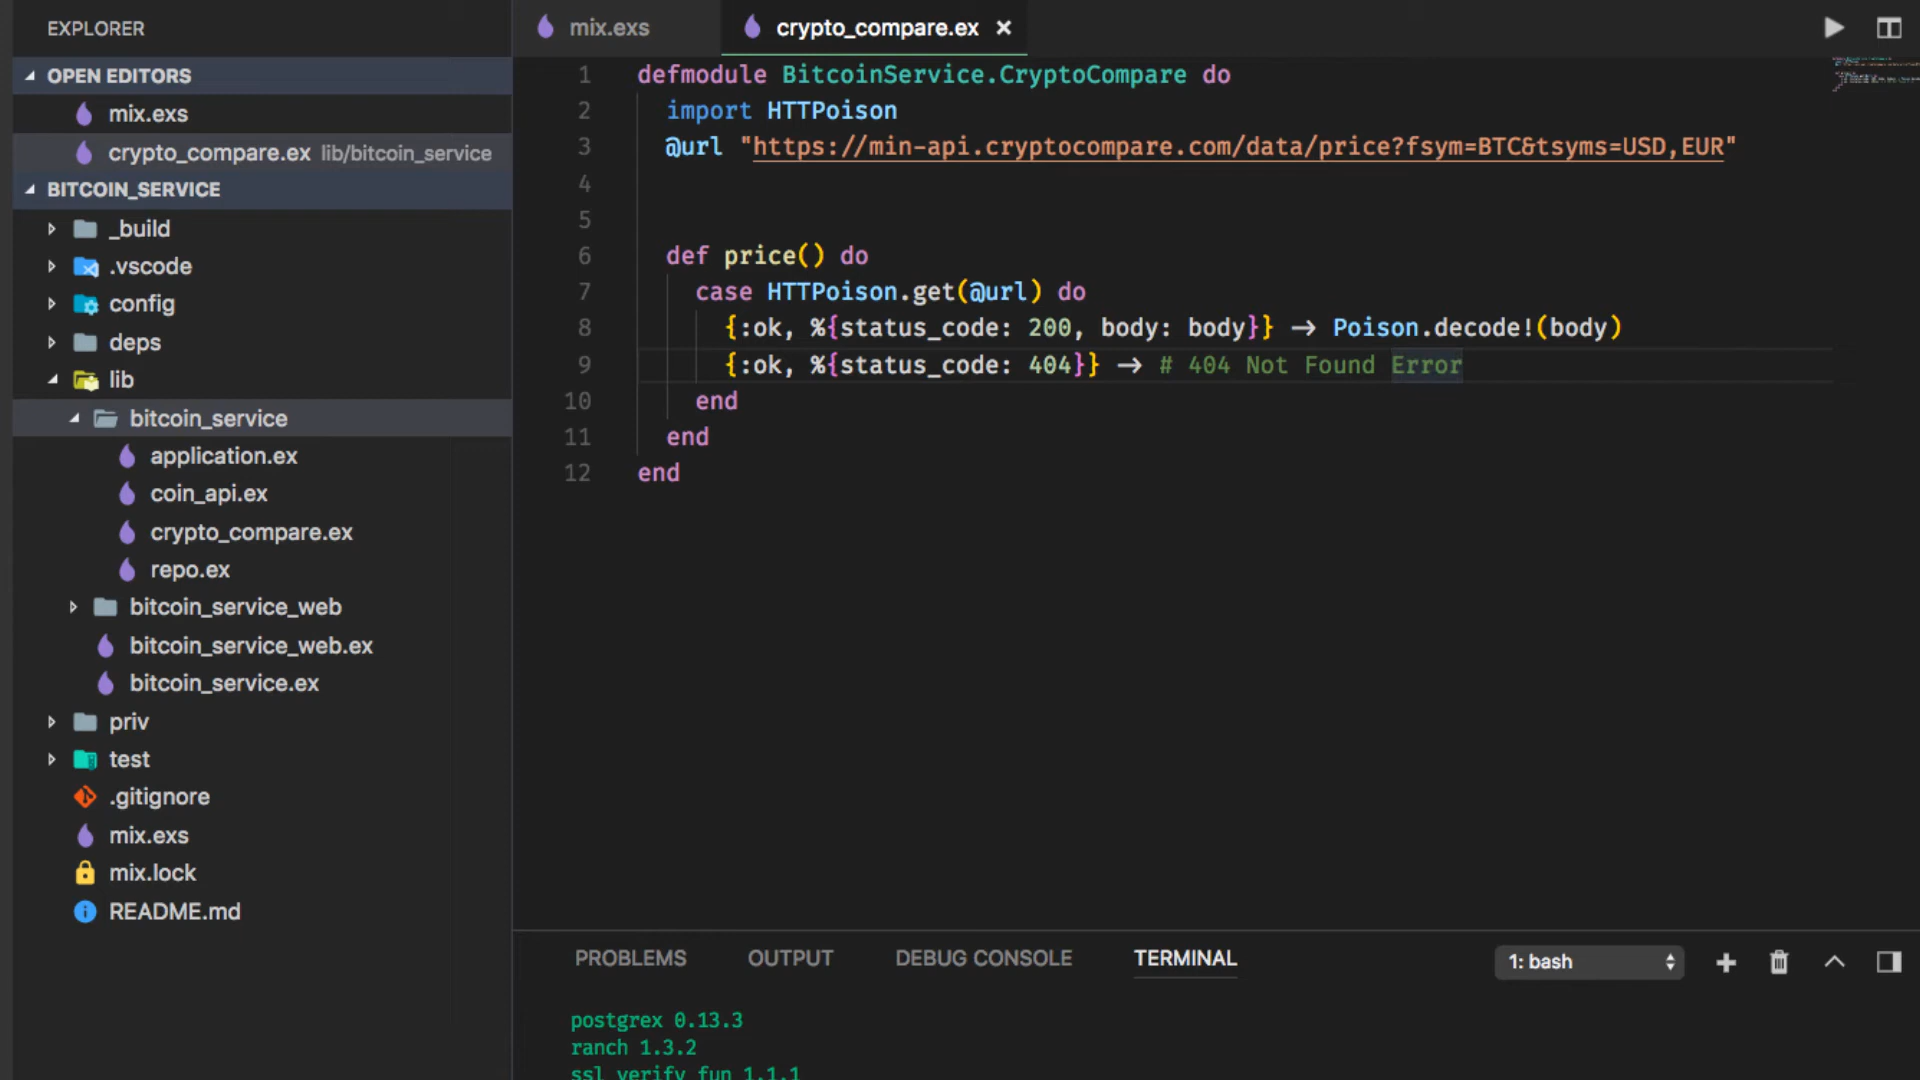 EXPLORER
OPEN EDITORS
mix.exs
crypto_compare.ex lib/bitcoin_service
BITCOIN_SERVICE
_build
.vscode
config
deps
lib
bitcoin_service
application.ex
coin_api.ex
crypto_compare.ex
repo.ex
bitcoin_service_web
bitcoin_service_web.ex
bitcoin_service.ex
priv
test
.gitignore
mix.exs
mix.lock
README.md
mix.exs crypto_compare.ex ×
1 defmodule BitcoinService.CryptoCompare do
2 import HTTPoison
3 @url "https://min-api.cryptocompare.com/data/price?fsym=BTC&tsyms=USD,EUR"
4
5
6 def price() do
7 case HTTPoison.get(@url) do
8 {:ok, %{status_code: 200, body: body}} -> Poison.decode!(body)
9 {:ok, %{status_code: 404}} -> # 404 Not Found Error
10 end
11 end
12 end
PROBLEMS OUTPUT DEBUG CONSOLE TERMINAL 1: bash
postgrex 0.13.3
ranch 1.3.2
ssl_verify_fun 1.1.1